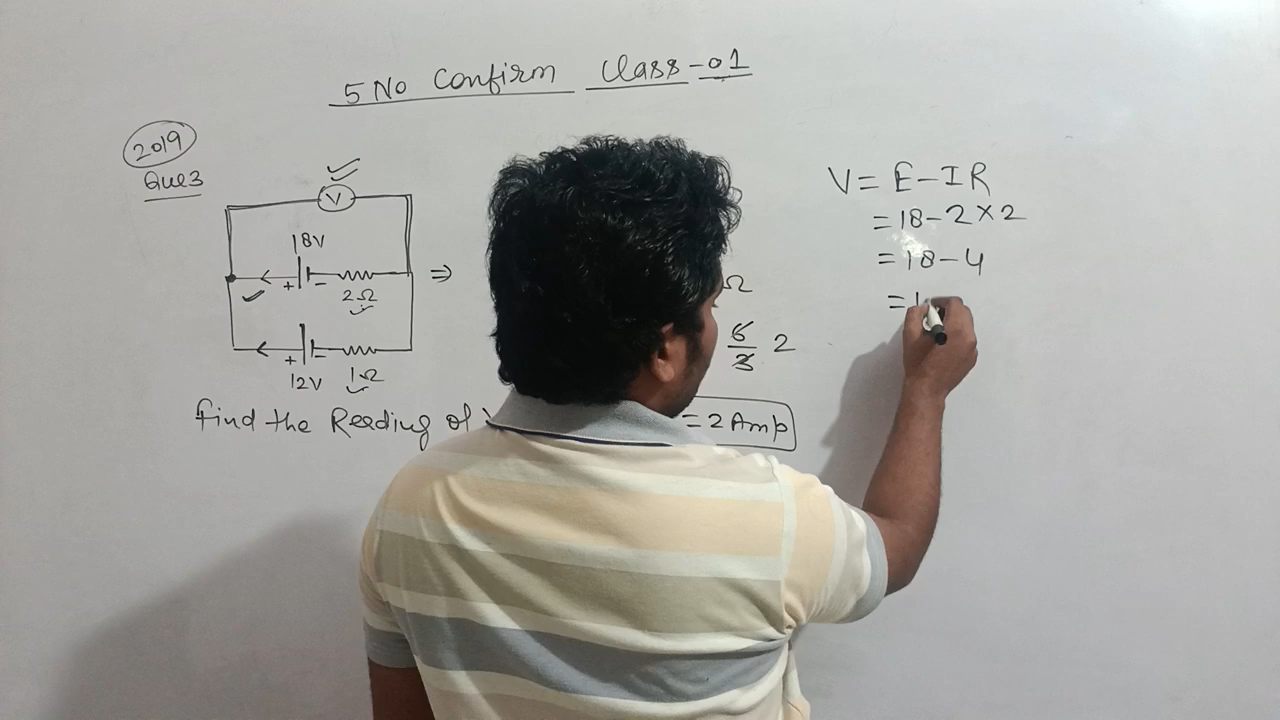 5 No Confirm Class-01
2019
Que3
V
18V
+ -
2Ω
⇒
+ -
12V
1Ω
Find the Reading of
Ω
6/3 2
= 2 Amp
V = E - IR
= 18 - 2 × 2
= 18 - 4
= 1